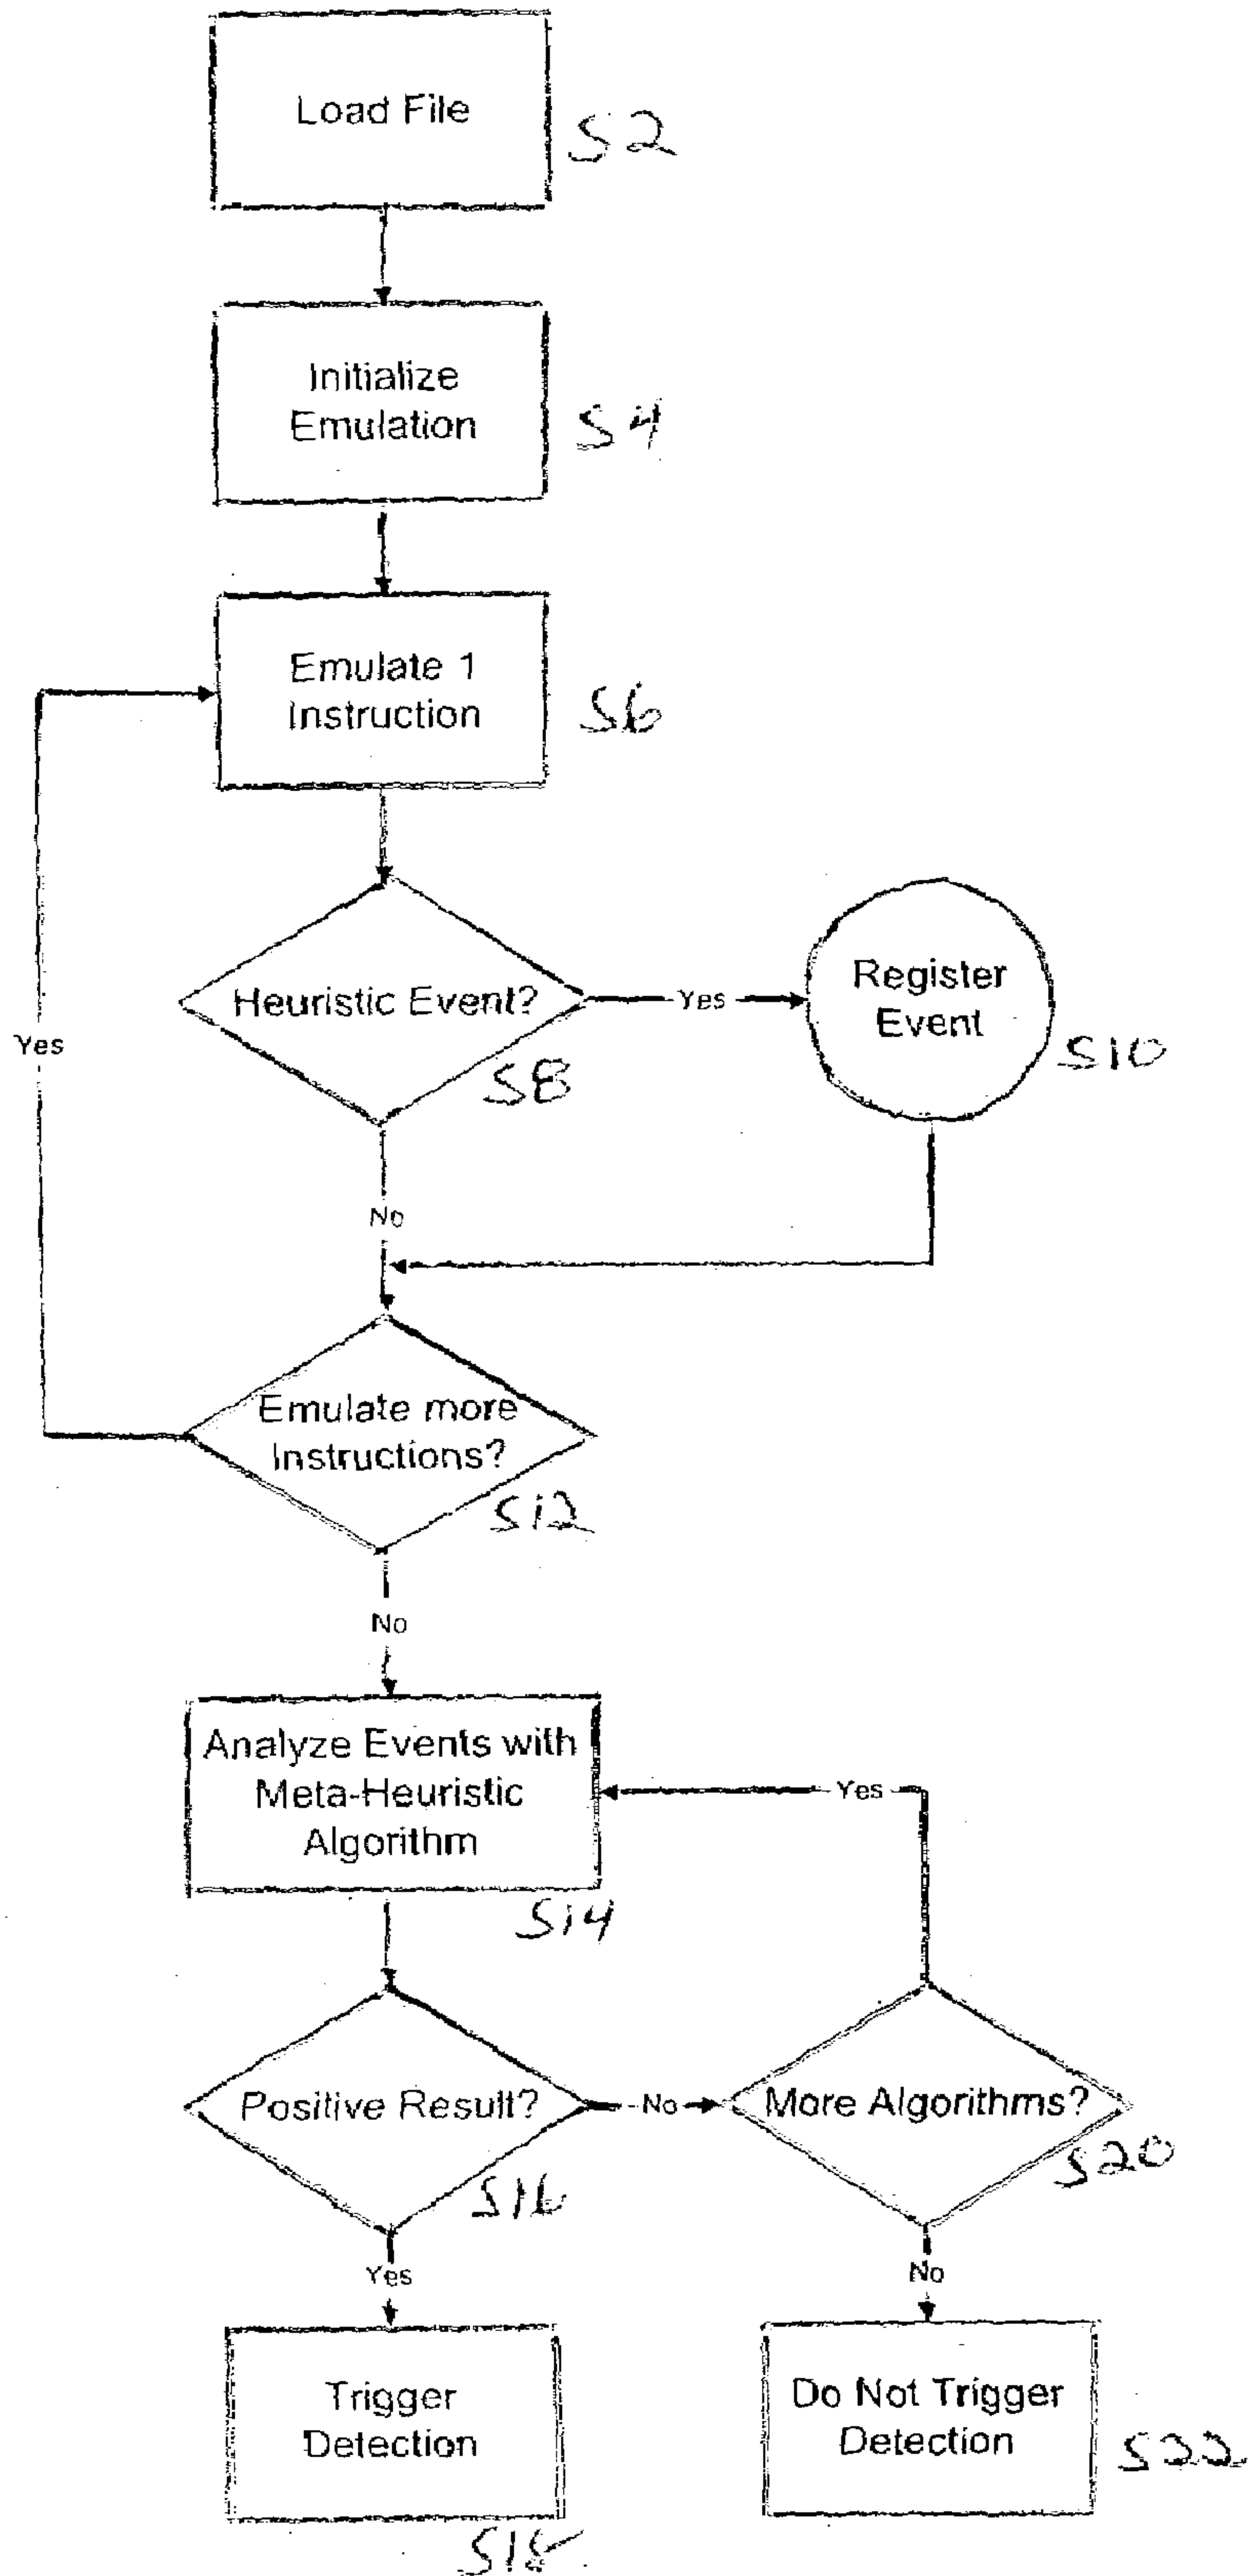 Load File
S2
Initialize
Emulation
S4
Emulate 1
Instruction
S6
Heuristic Event?
S8
Yes
Register
Event
S10
Yes
No
Emulate more
Instructions?
S12
No
Analyze Events with
Meta-Heuristic
Algorithm
S14
Yes
Positive Result?
S16
No
More Algorithms?
S20
Yes
No
Trigger
Detection
S18
Do Not Trigger
Detection
S22